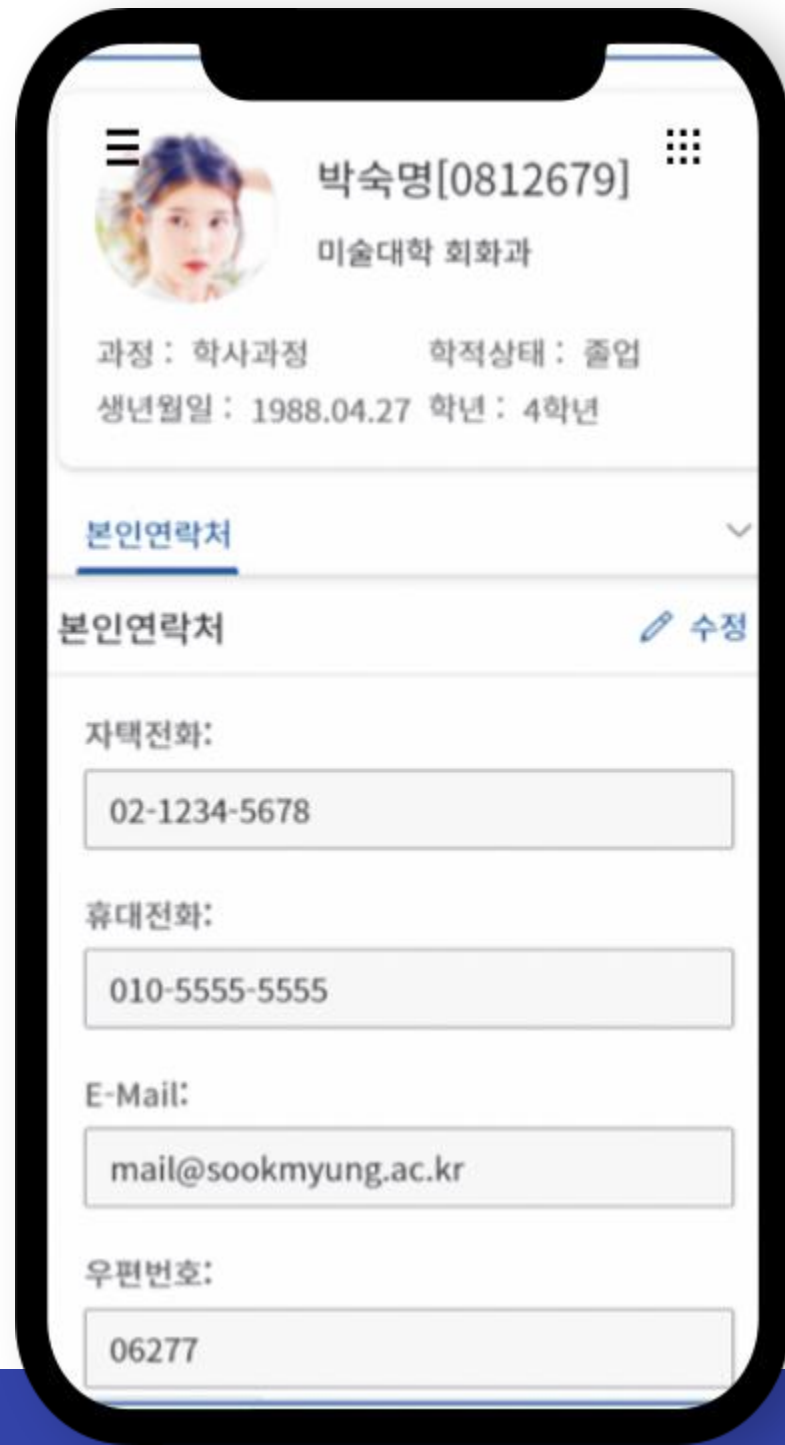 박숙명[0812679]
미술대학 회화과
과정 : 학사과정 학적상태 : 졸업
생년월일 : 1988.04.27 학년 : 4학년
본인연락처
본인연락처 수정
자택전화:
02-1234-5678
휴대전화:
010-5555-5555
E-Mail:
mail@sookmyung.ac.kr
우편번호:
06277